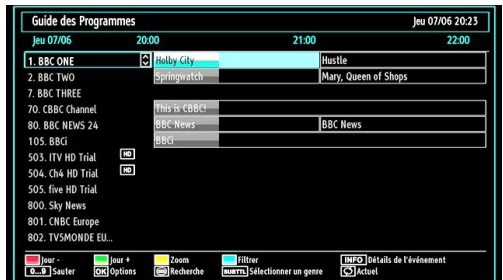 Guide des Programmes Jeu 07/06 20:23
Jeu 07/06 20:00 21:00 22:00
1. BBC ONE Holby City Hustle
2. BBC TWO Springwatch Mary, Queen of Shops
7. BBC THREE
70. CBBC Channel This is CBBC!
80. BBC NEWS 24 BBC News BBC News
105. BBCi BBCi
503. ITV HD Trial HD
504. Ch4 HD Trial HD
505. five HD Trial
800. Sky News
801. CNBC Europe
802. TV5MONDE EU...
Jour - Jour + Zoom Filtrer INFO Détails de l'événement
0...9 Sauter OK Options Recherche SUBTTL Sélectionner un genre Actuel